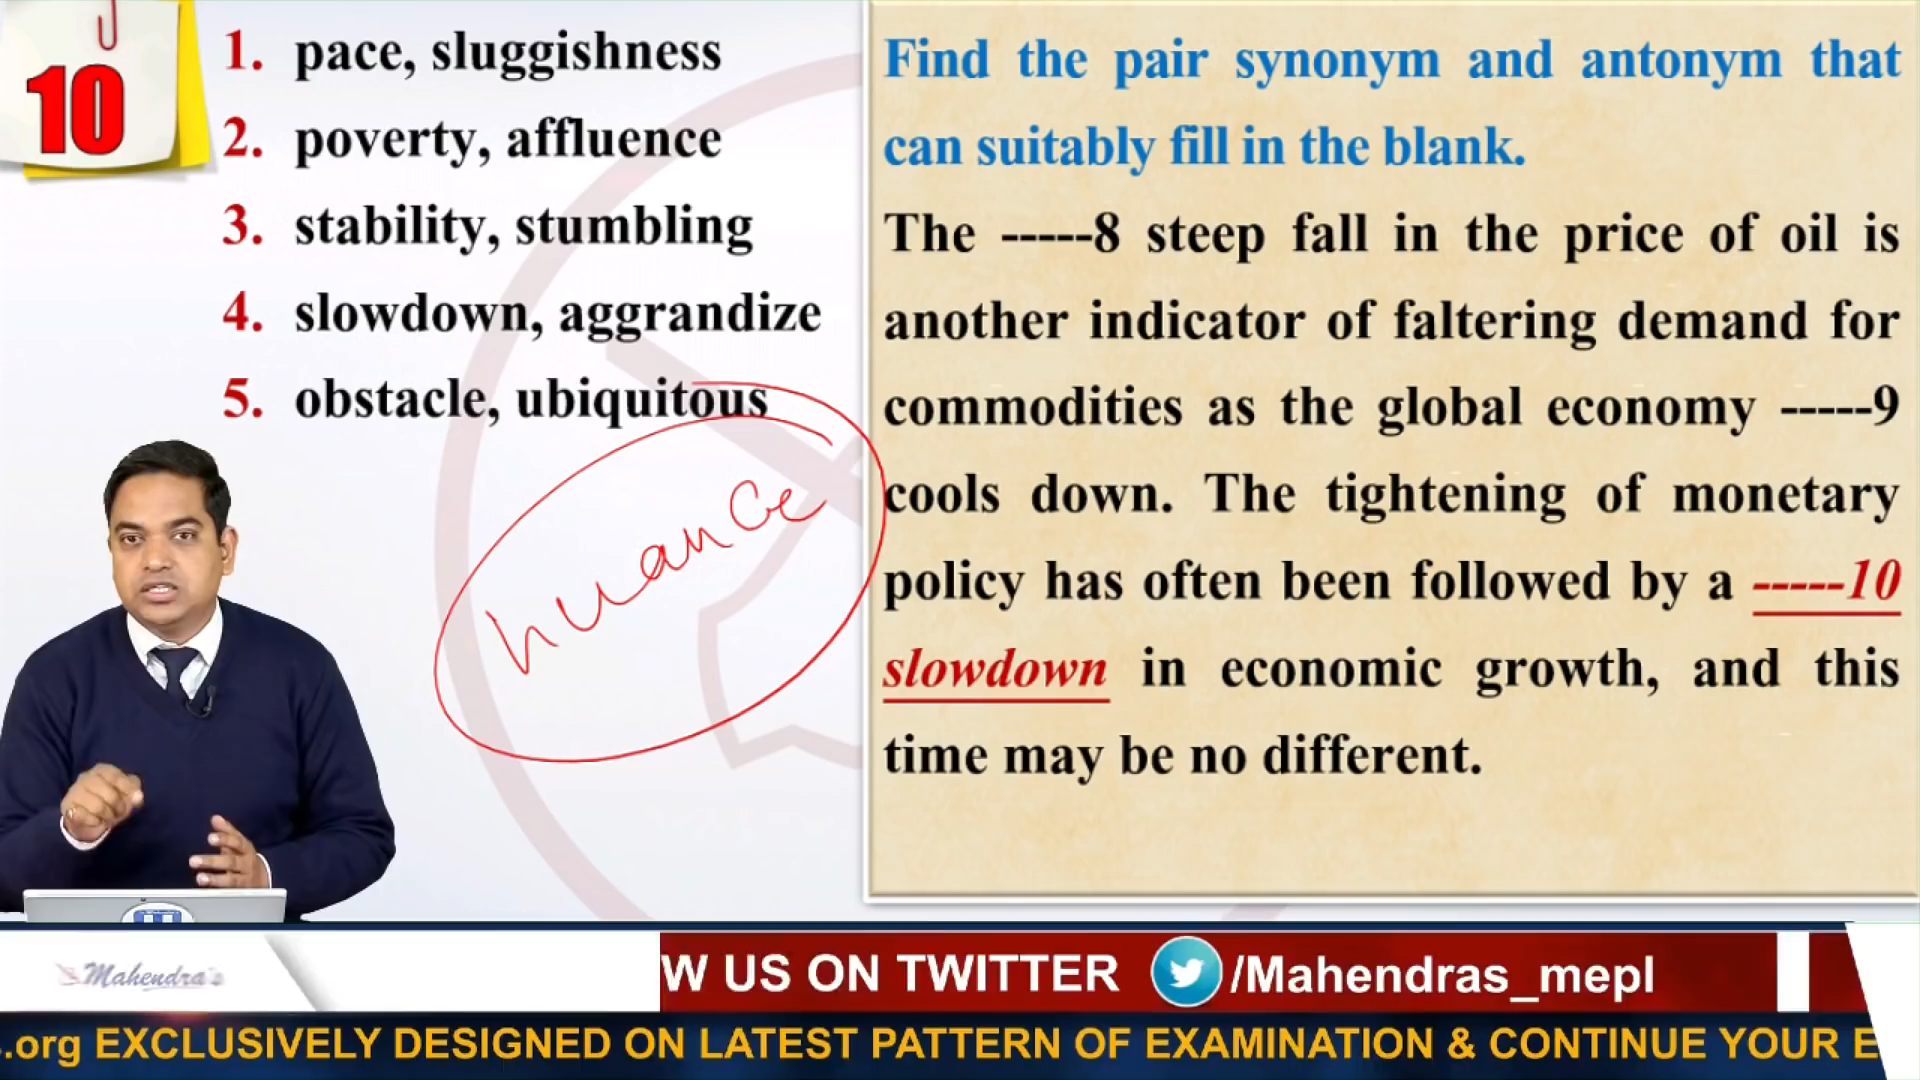 10
1. pace, sluggishness
2. poverty, affluence
3. stability, stumbling
4. slowdown, aggrandize
5. obstacle, ubiquitous
nuance
Find the pair synonym and antonym that
can suitably fill in the blank.
The -----8 steep fall in the price of oil is
another indicator of faltering demand for
commodities as the global economy -----9
cools down. The tightening of monetary
policy has often been followed by a -----10
slowdown in economic growth, and this
time may be no different.
Mahendra's
W US ON TWITTER /Mahendras_mepl
s.org EXCLUSIVELY DESIGNED ON LATEST PATTERN OF EXAMINATION & CONTINUE YOUR E